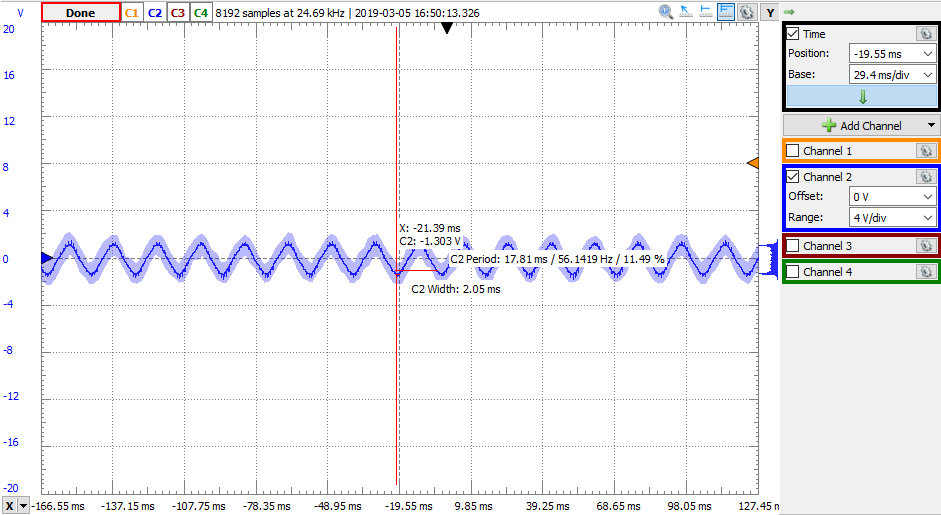 V Done C1 C2 C3 C4 8192 samples at 24.69 kHz | 2019-03-05 16:50:13.326 Y
20
16
12
8
4
0
-4
-8
-12
-16
-20
X: -21.39 ms
C2: -1.303 V
C2 Period: 17.81 ms / 56.1419 Hz / 11.49 %
C2 Width: 2.05 ms
X -166.55 ms -137.15 ms -107.75 ms -78.35 ms -48.95 ms -19.55 ms 9.85 ms 39.25 ms 68.65 ms 98.05 ms 127.45 ms
Time
Position: -19.55 ms
Base: 29.4 ms/div
Add Channel
Channel 1
Channel 2
Offset: 0 V
Range: 4 V/div
Channel 3
Channel 4